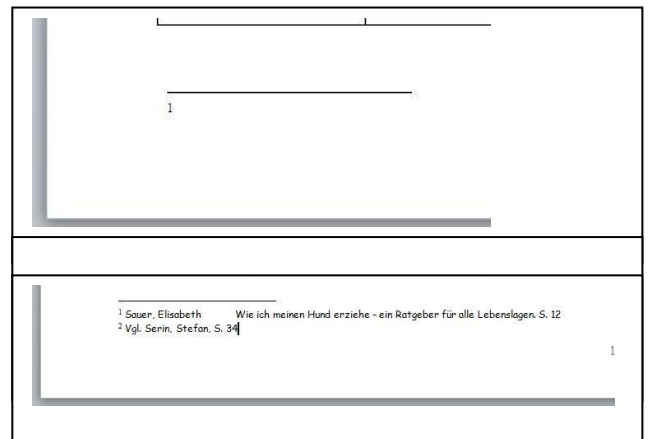 1
1 Sauer, Elisabeth Wie ich meinen Hund erziehe – ein Ratgeber für alle Lebenslagen. S. 12
2 Vgl. Serin, Stefan, S. 34
1